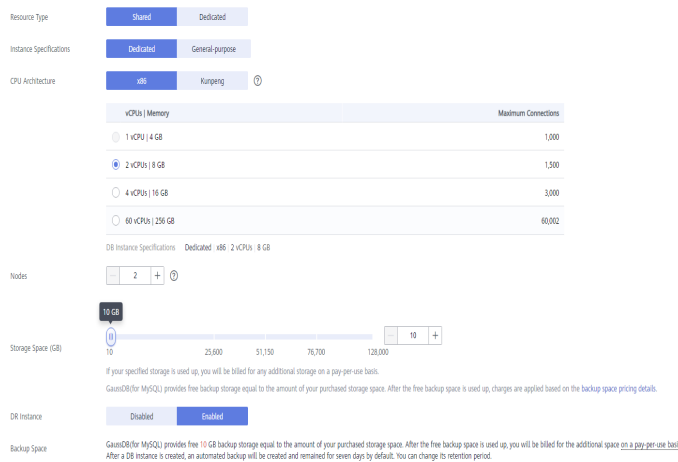 Resource Type Shared Dedicated
Instance Specifications Dedicated General-purpose
CPU Architecture x86 Kunpeng ?
vCPUs | Memory Maximum Connections
1 vCPU | 4 GB 1,000
2 vCPUs | 8 GB 1,500
4 vCPUs | 16 GB 3,000
60 vCPUs | 256 GB 60,002
DB Instance Specifications Dedicated | x86 | 2 vCPUs | 8 GB
Nodes — 2 + ?
10 GB
Storage Space (GB) — 10 +
10 25,600 51,150 76,700 128,000
If your specified storage is used up, you will be billed for any additional storage on a pay-per-use basis.
GaussDB(for MySQL) provides free backup storage equal to the amount of your purchased storage space. After the free backup space is used up, charges are applied based on the backup space pricing details.
DR Instance Disabled Enabled
Backup Space GaussDB(for MySQL) provides free 10 GB backup storage equal to the amount of your purchased storage space. After the free backup space is used up, you will be billed for the additional space on a pay-per-use basi
After a DB instance is created, an automated backup will be created and remained for seven days by default. You can change its retention period.